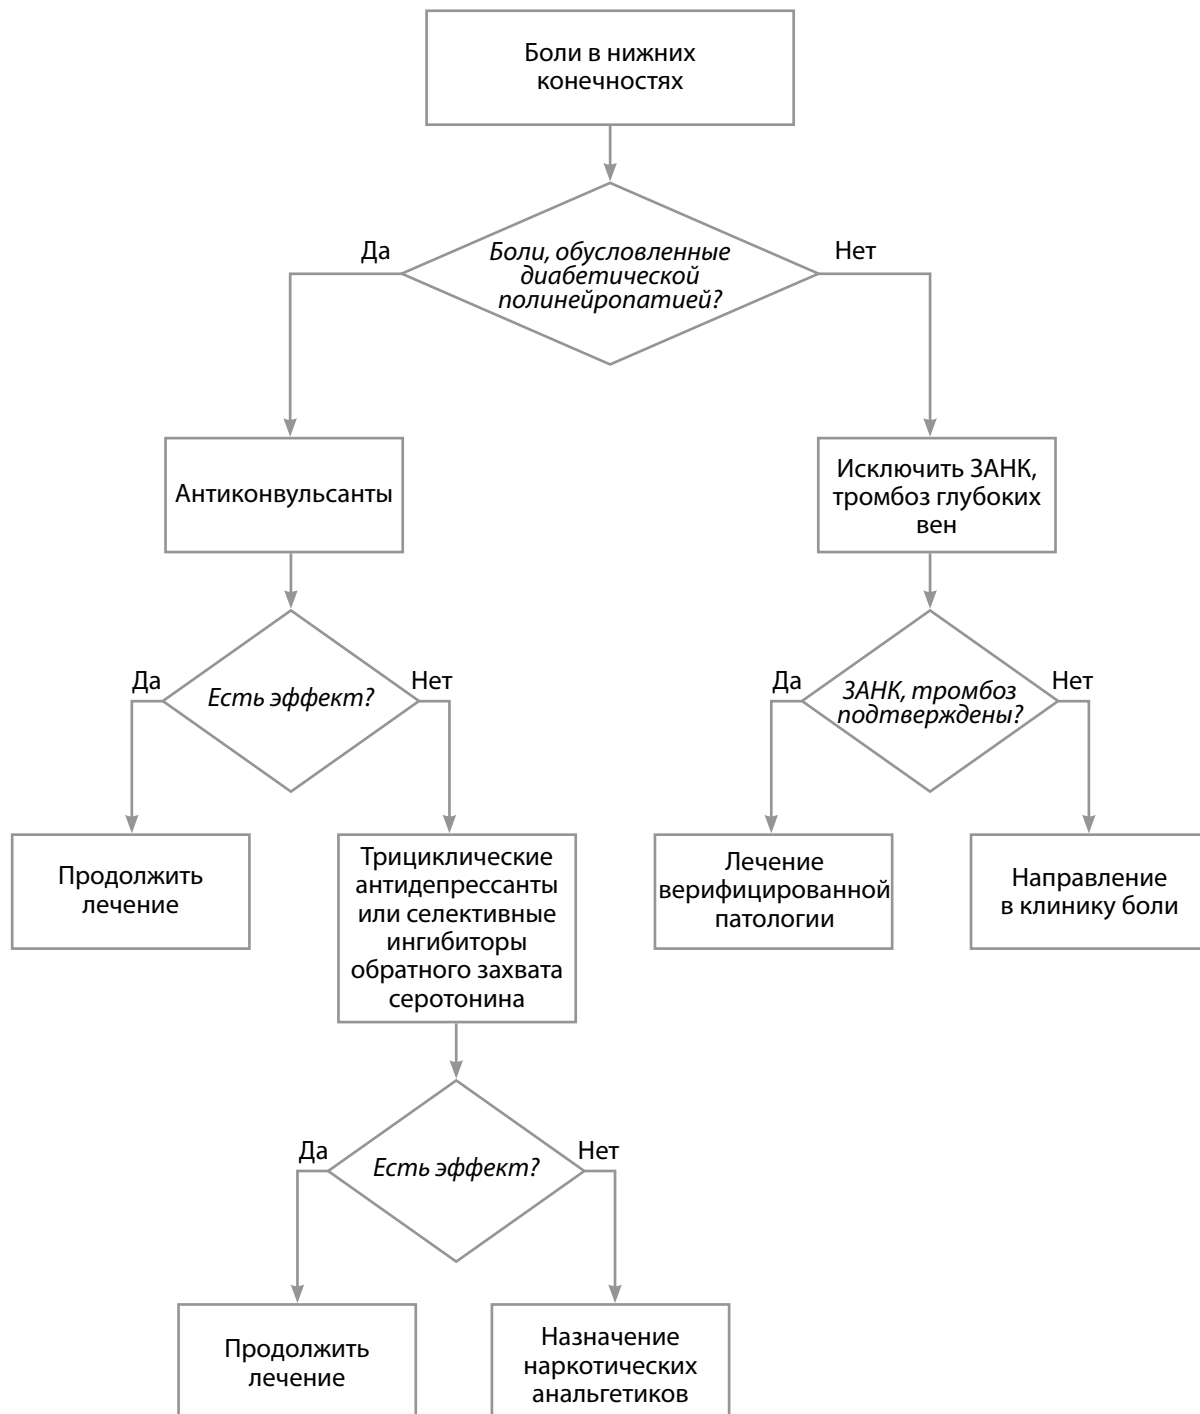 Боли в нижних
конечностях
Да
Боли, обусловленные
диабетической
полинейропатией?
Нет
Антиконвульсанты
Исключить ЗАНК,
тромбоз глубоких
вен
Да
Есть эффект?
Нет
Да
ЗАНК, тромбоз
подтверждены?
Нет
Продолжить
лечение
Трициклические
антидепрессанты
или селективные
ингибиторы
обратного захвата
серотонина
Лечение
верифицированной
патологии
Направление
в клинику боли
Да
Есть эффект?
Нет
Продолжить
лечение
Назначение
наркотических
анальгетиков